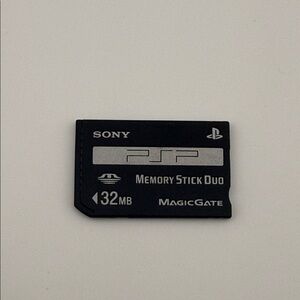 SONY
PSP
MEMORY STICK DUO
32MB
MAGICGATE